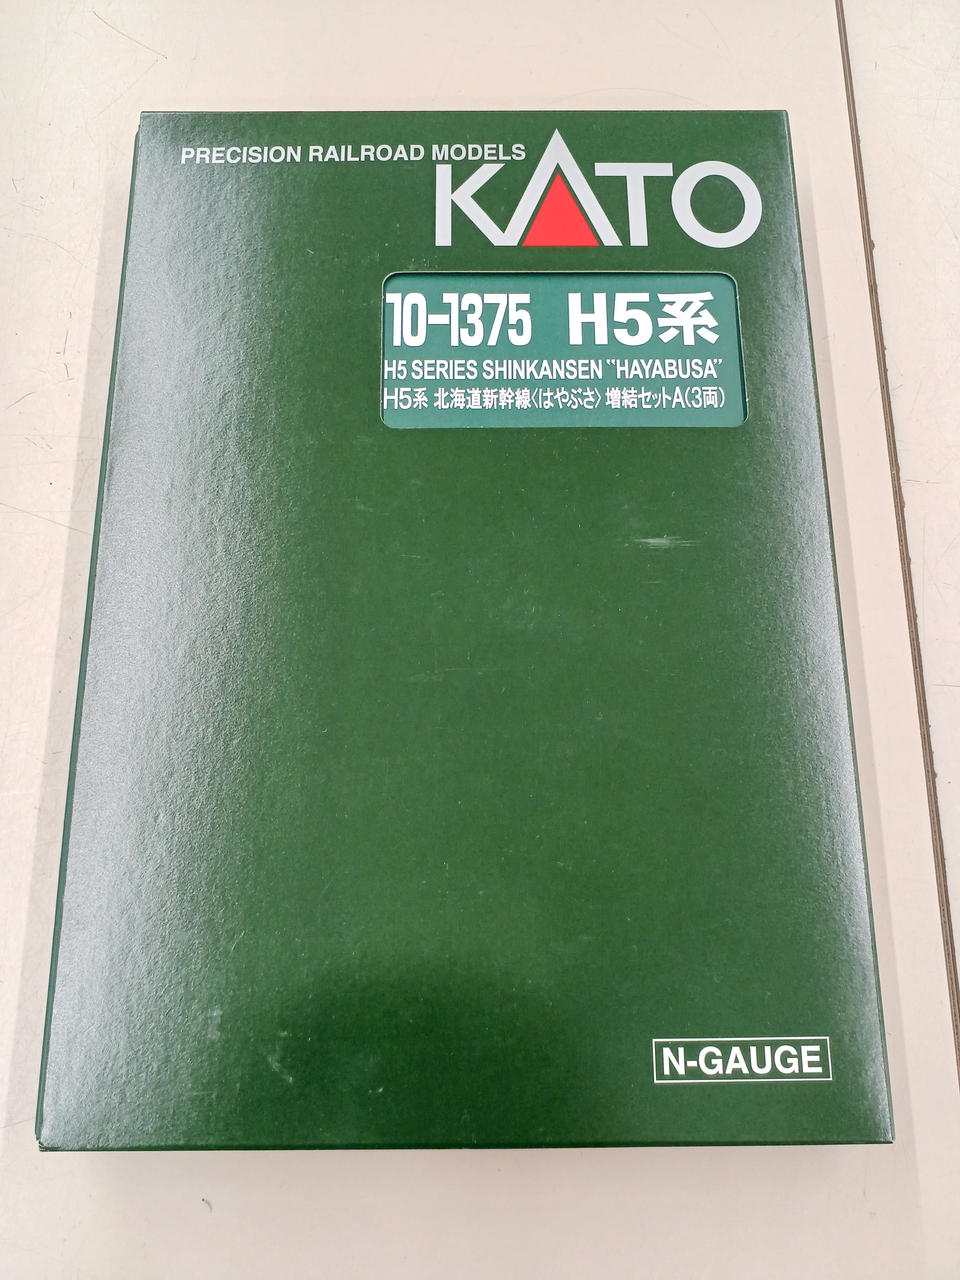 PRECISION RAILROAD MODELS
KATO
10-1375 H5系
H5 SERIES SHINKANSEN "HAYABUSA"
H5系 北海道新幹線〈はやぶさ〉増結セットA(3両)
N-GAUGE